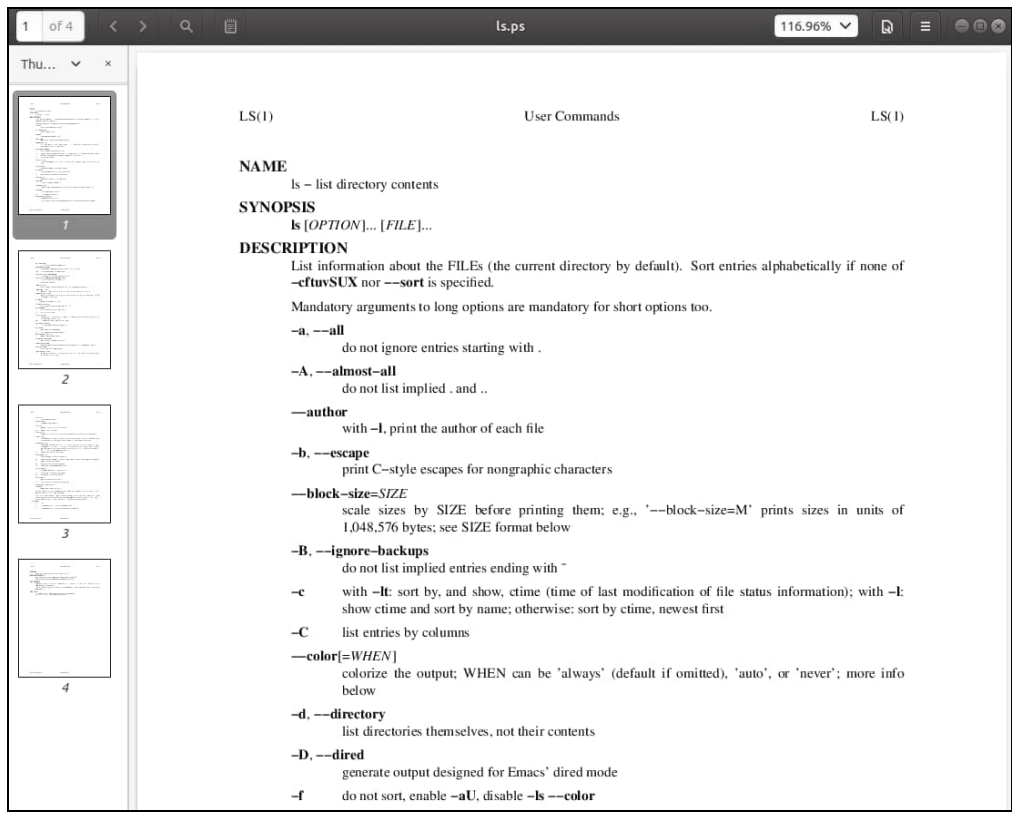 1 of 4 ls.ps 116.96%
Thu...
LS(1) User Commands LS(1)
NAME
ls − list directory contents
SYNOPSIS
ls [OPTION]... [FILE]...
DESCRIPTION
List information about the FILEs (the current directory by default). Sort entries alphabetically if none of
−cftuvSUX nor −−sort is specified.
Mandatory arguments to long options are mandatory for short options too.
−a, −−all
do not ignore entries starting with .
−A, −−almost−all
do not list implied . and ..
−−author
with −l, print the author of each file
−b, −−escape
print C−style escapes for nongraphic characters
−−block−size=SIZE
scale sizes by SIZE before printing them; e.g., '−−block−size=M' prints sizes in units of
1,048,576 bytes; see SIZE format below
−B, −−ignore−backups
do not list implied entries ending with ~
−c with −lt: sort by, and show, ctime (time of last modification of file status information); with −l:
show ctime and sort by name; otherwise: sort by ctime, newest first
−C list entries by columns
−−color[=WHEN]
colorize the output; WHEN can be 'always' (default if omitted), 'auto', or 'never'; more info
below
−d, −−directory
list directories themselves, not their contents
−D, −−dired
generate output designed for Emacs' dired mode
−f do not sort, enable −aU, disable −ls −−color
1
2
3
4